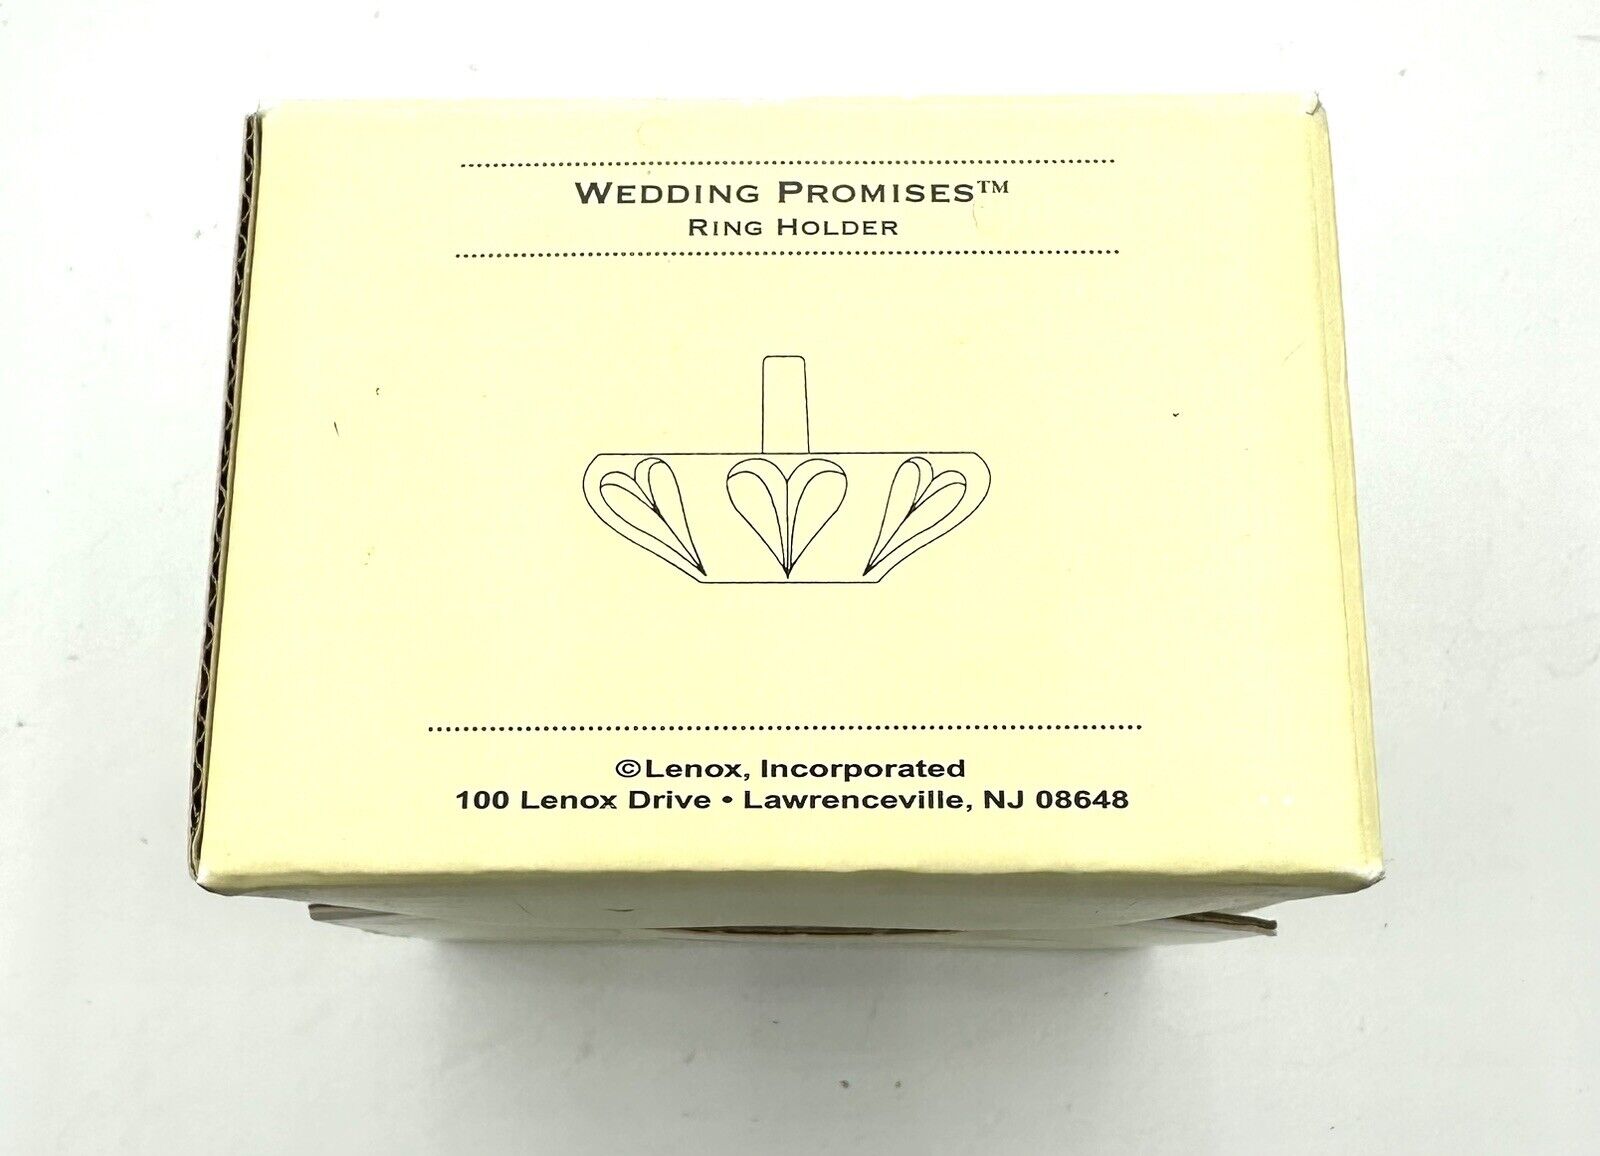 WEDDING PROMISES™
RING HOLDER
©Lenox, Incorporated
100 Lenox Drive • Lawrenceville, NJ 08648